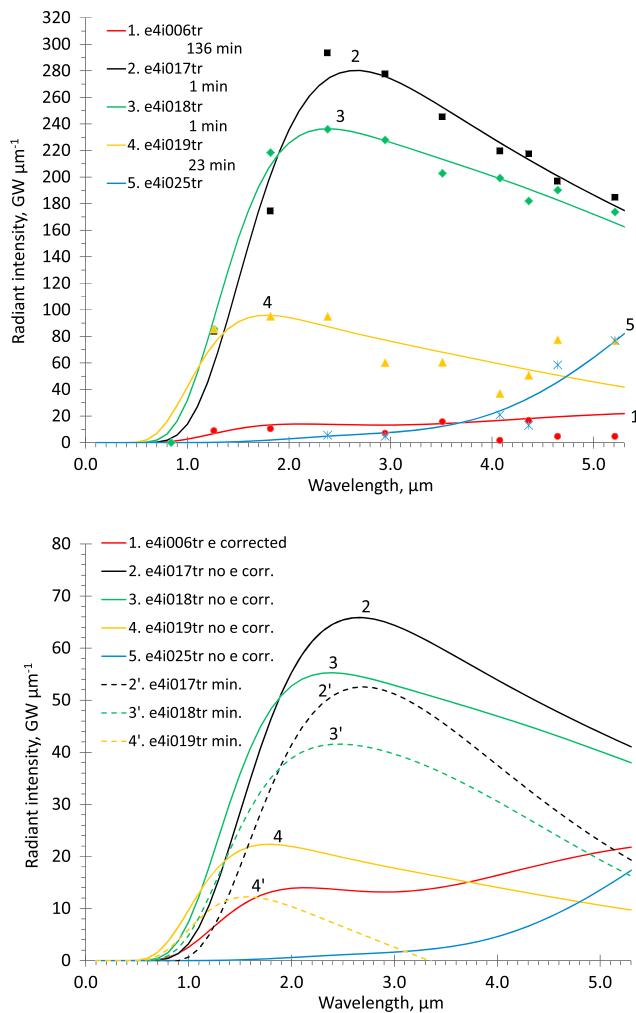 320
300
280
260
240
220
200
180
160
140
120
100
80
60
40
20
0
Radiant intensity, GW µm-1
1. e4i006tr
136 min
2. e4i017tr
1 min
3. e4i018tr
1 min
4. e4i019tr
23 min
5. e4i025tr
2
3
4
5
1
0.0 1.0 2.0 3.0 4.0 5.0
Wavelength, µm
80
70
60
50
40
30
20
10
0
Radiant intensity, GW µm-1
1. e4i006tr e corrected
2. e4i017tr no e corr.
3. e4i018tr no e corr.
4. e4i019tr no e corr.
5. e4i025tr no e corr.
2'. e4i017tr min.
3'. e4i018tr min.
4'. e4i019tr min.
2
3
2'
3'
4
4'
0.0 1.0 2.0 3.0 4.0 5.0
Wavelength, µm